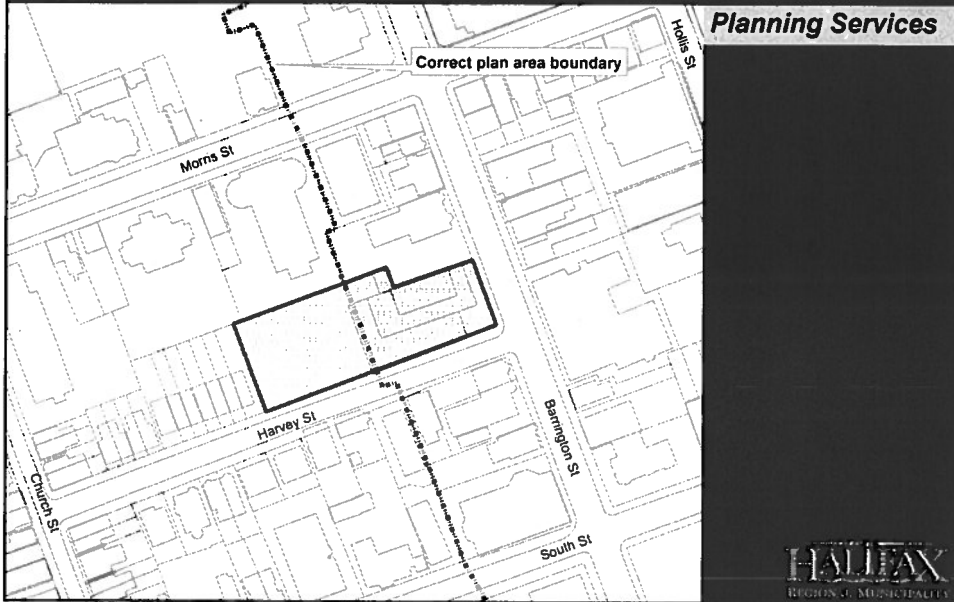 Planning Services
Hollis St
Correct plan area boundary
Morris St
Harvey St
Barrington St
Church St
South St
HALIFAX
REGIONAL MUNICIPALITY